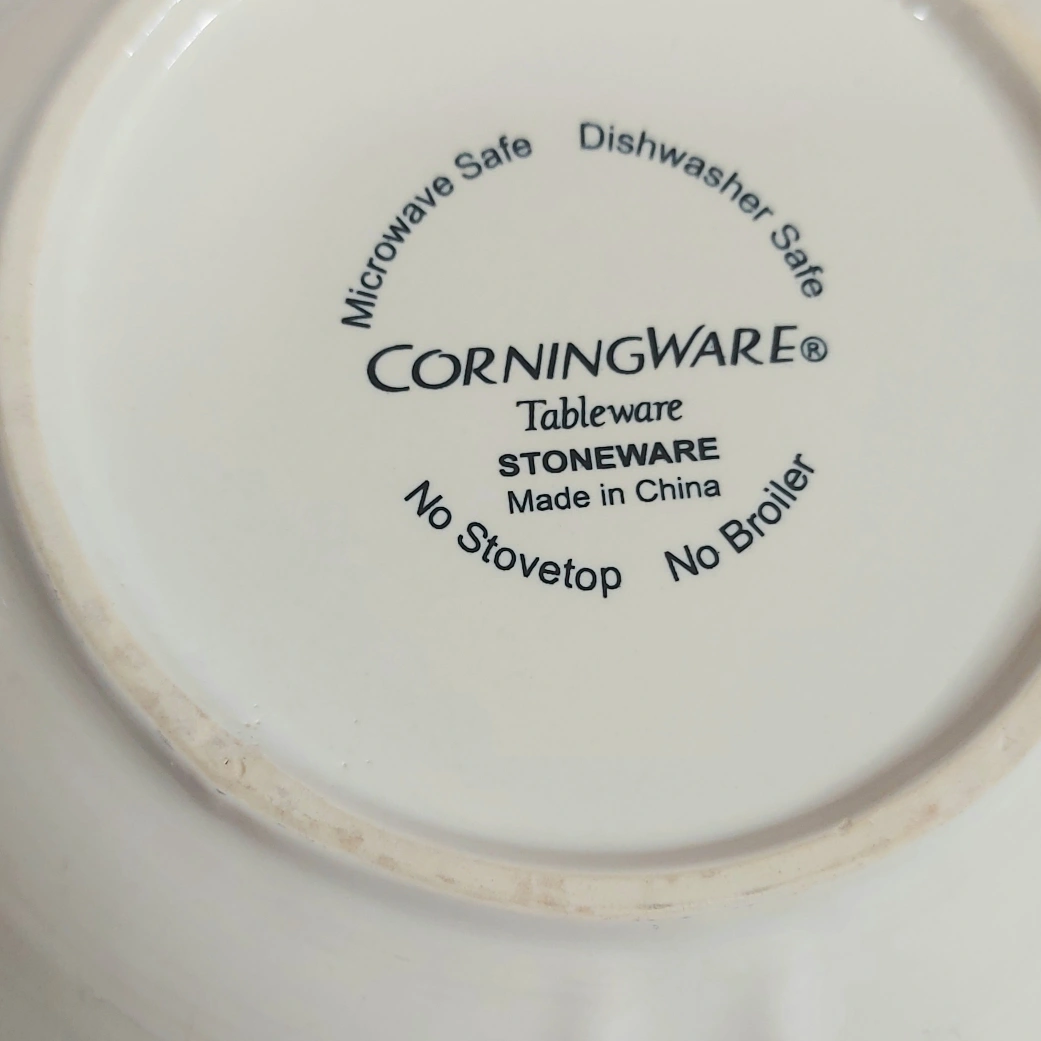 Microwave Safe Dishwasher Safe
CORNINGWARE®
Tableware
STONEWARE
Made in China
No Stovetop No Broiler